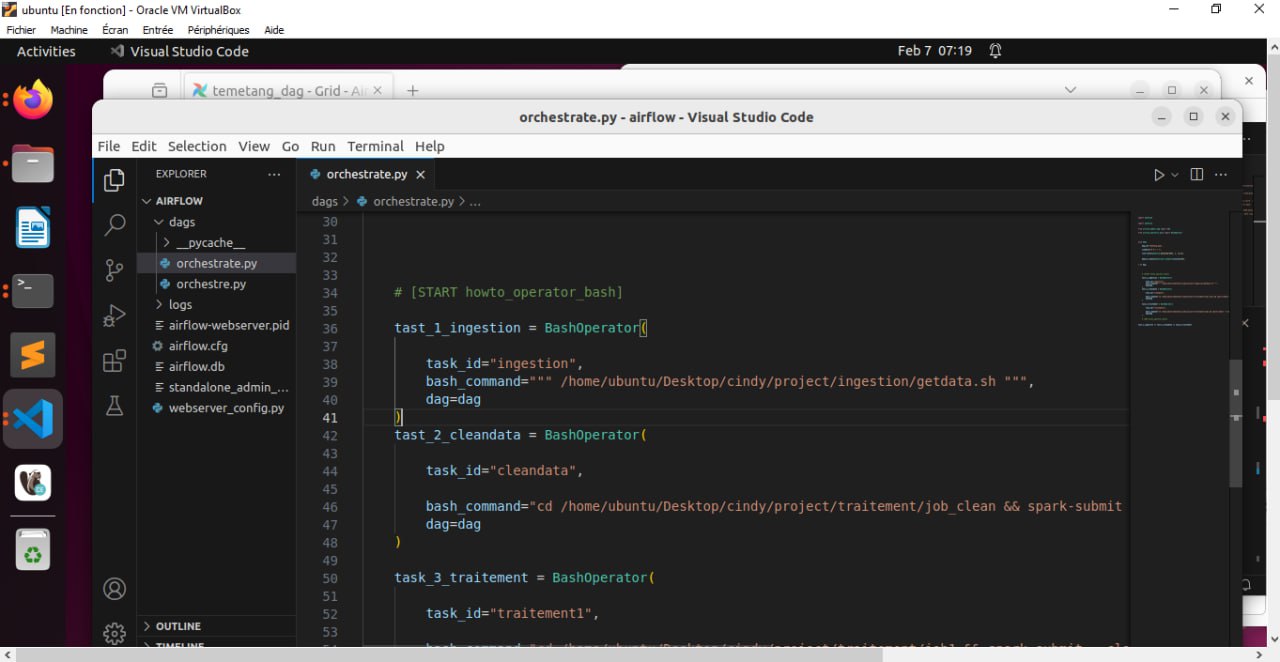 ubuntu [En fonction] - Oracle VM VirtualBox
Fichier Machine Écran Entrée Périphériques Aide
Activities Visual Studio Code Feb 7 07:19
temetang_dag - Grid - Air
orchestrate.py - airflow - Visual Studio Code
File Edit Selection View Go Run Terminal Help
EXPLORER ...
orchestrate.py
AIRFLOW
dags > orchestrate.py > ...
dags
__pycache__
orchestrate.py
orchestre.py
logs
airflow-webserver.pid
airflow.cfg
airflow.db
standalone_admin_...
webserver_config.py
OUTLINE
TIMELINE
30
31
32
33
34 # [START howto_operator_bash]
35
36 tast_1_ingestion = BashOperator(
37
38 task_id="ingestion",
39 bash_command=""" /home/ubuntu/Desktop/cindy/project/ingestion/getdata.sh """,
40 dag=dag
41 )
42 tast_2_cleandata = BashOperator(
43
44 task_id="cleandata",
45
46 bash_command="cd /home/ubuntu/Desktop/cindy/project/traitement/job_clean && spark-submit
47 dag=dag
48 )
49
50 task_3_traitement = BashOperator(
51
52 task_id="traitement1",
53